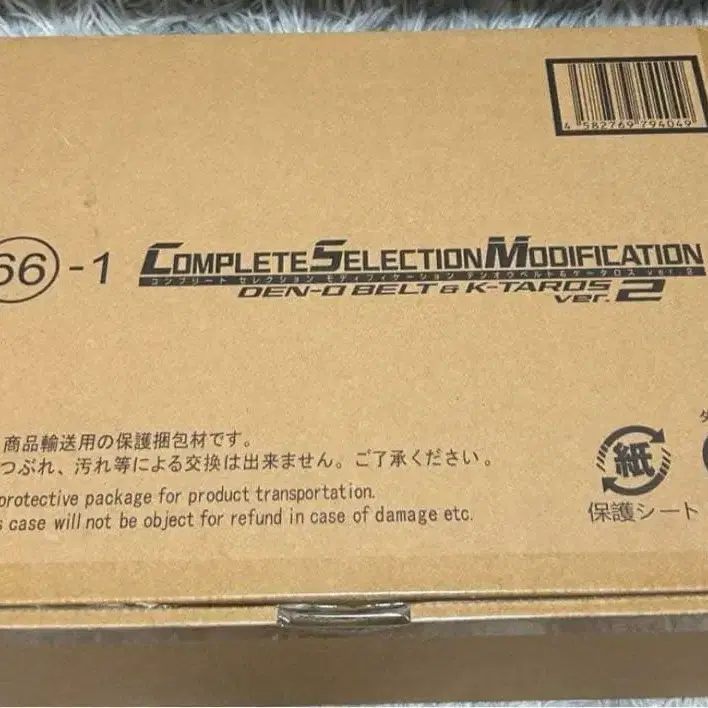 4 582769 794049
66 -1
COMPLETE SELECTION MODIFICATION
コンプリート セレクション モディフィケーション デンオウベルト&ケータロス ver.2
DEN-O BELT & K-TAROS
ver.2
商品輸送用の保護梱包材です。
つぶれ、汚れ等による交換は出来ません。ご了承ください。
protective package for product transportation.
case will not be object for refund in case of damage etc.
紙
保護シート